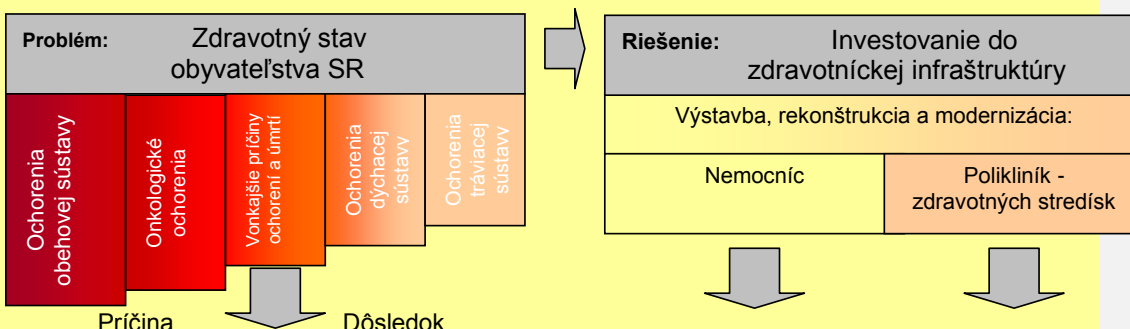 Problém: Zdravotný stav
obyvateľstva SR
Ochorenia
obehovej sústavy
Onkologické
ochorenia
Vonkajšie príčiny
ochorení a úmrtí
Ochorenia
dýchacej
sústavy
Ochorenia
tráviacej
sústavy
Príčina Dôsledok
Riešenie: Investovanie do
zdravotníckej infraštruktúry
Výstavba, rekonštrukcia a modernizácia:
Nemocníc
Polikliník -
zdravotných stredísk